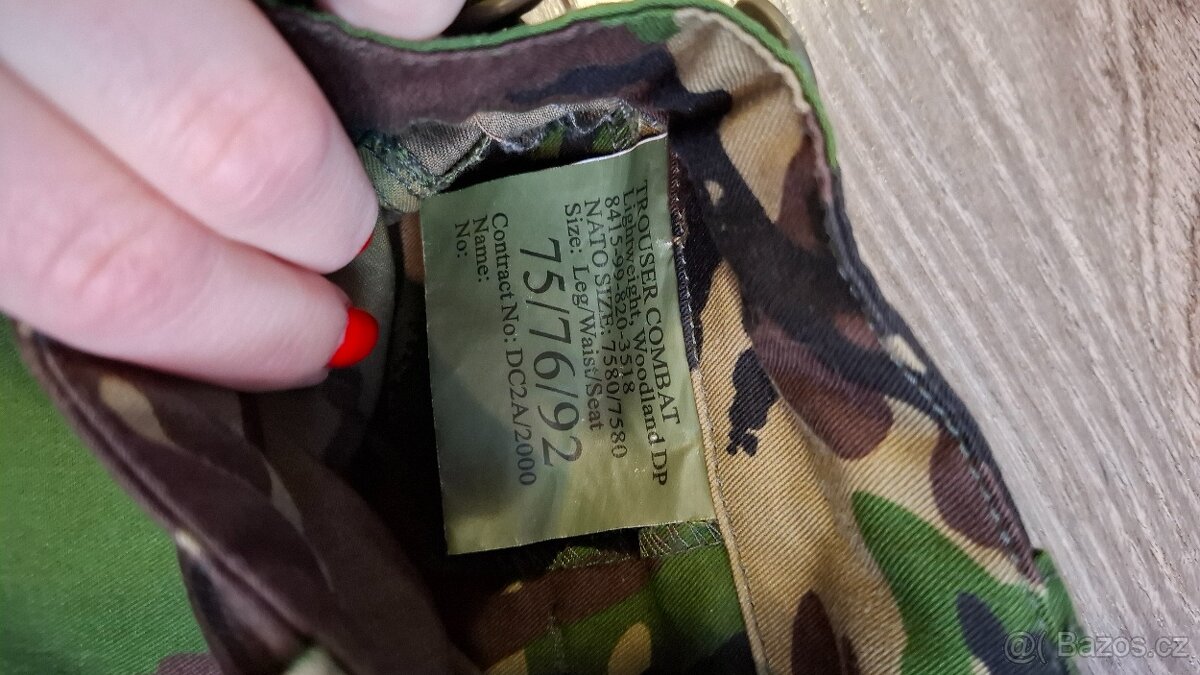 TROUSER COMBAT
Lightweight, Woodland DP
8415-99-820-3518
NATO SIZE: 7580/7580
Size: Leg/Waist/Seat
75/76/92
Contract No: DC2A/2000
Name:
No:
@( Bazos.cz